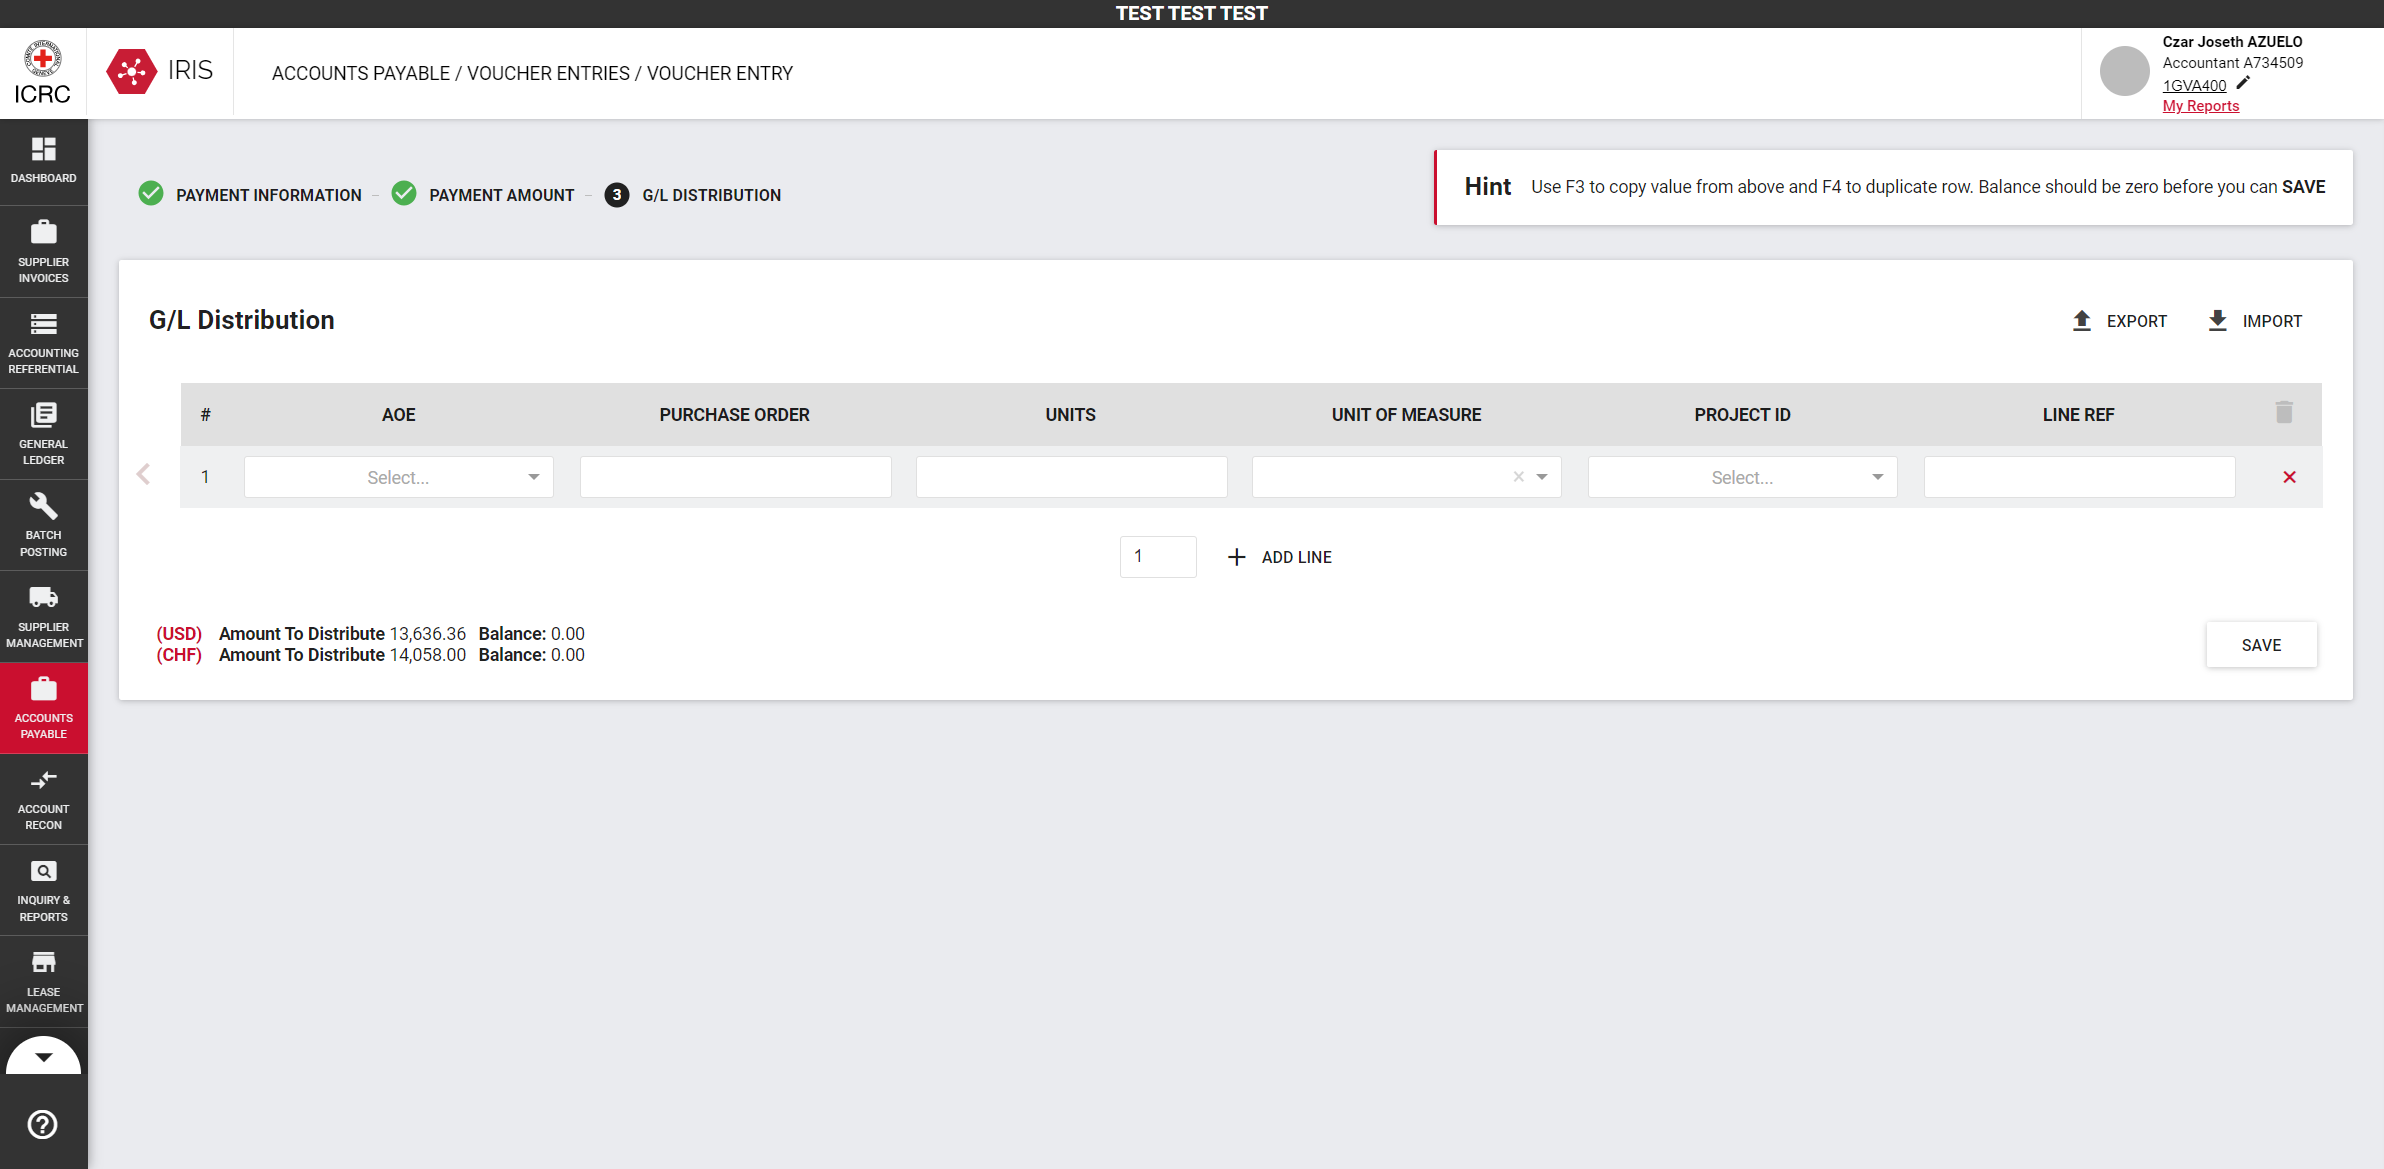 TEST TEST TEST
ICRC
IRIS
ACCOUNTS PAYABLE / VOUCHER ENTRIES / VOUCHER ENTRY
Czar Joseth AZUELO
Accountant A734509
1GVA400
My Reports
DASHBOARD
SUPPLIER
INVOICES
ACCOUNTING
REFERENTIAL
GENERAL
LEDGER
BATCH
POSTING
SUPPLIER
MANAGEMENT
ACCOUNTS
PAYABLE
ACCOUNT
RECON
INQUIRY &
REPORTS
LEASE
MANAGEMENT
PAYMENT INFORMATION
PAYMENT AMOUNT
3 G/L DISTRIBUTION
Hint Use F3 to copy value from above and F4 to duplicate row. Balance should be zero before you can SAVE
G/L Distribution
EXPORT IMPORT
# AOE PURCHASE ORDER UNITS UNIT OF MEASURE PROJECT ID LINE REF
1 Select... Select...
1 ADD LINE
(USD) Amount To Distribute 13,636.36 Balance: 0.00
(CHF) Amount To Distribute 14,058.00 Balance: 0.00
SAVE